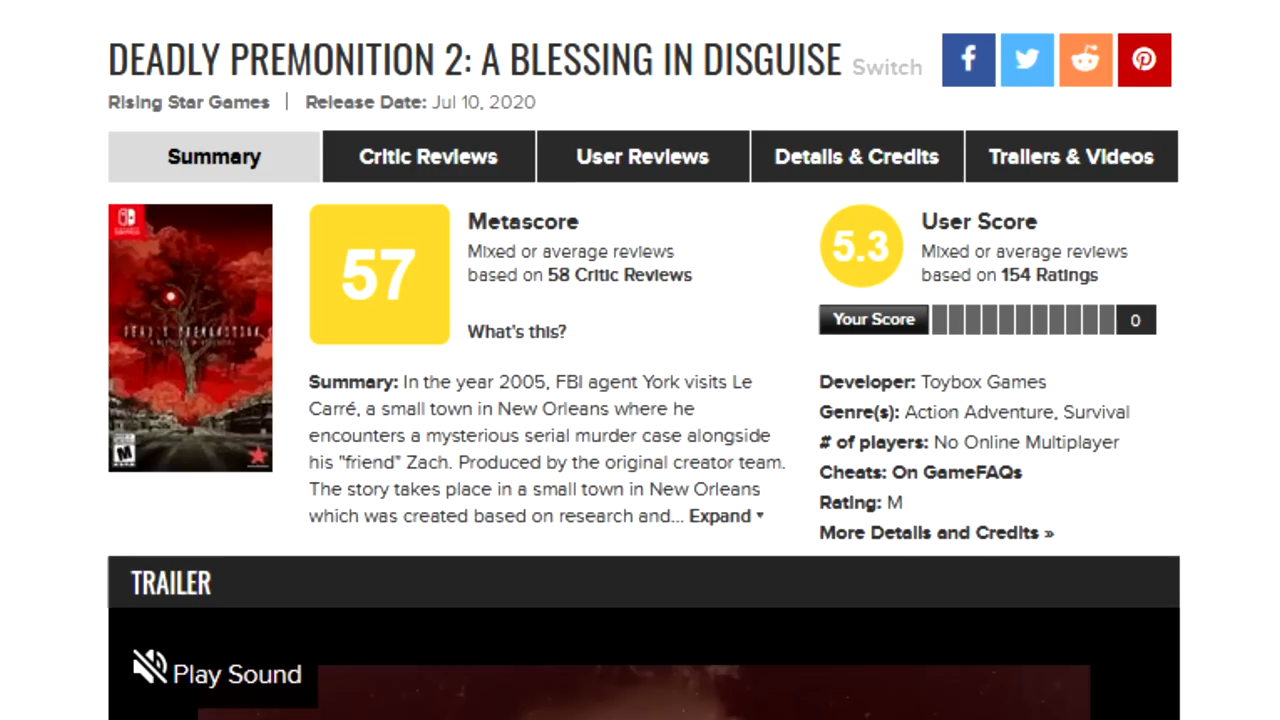 DEADLY PREMONITION 2: A BLESSING IN DISGUISE Switch
Rising Star Games | Release Date: Jul 10, 2020
Summary
Critic Reviews
User Reviews
Details & Credits
Trailers & Videos
DEADLY PREMONITION
M
57
Metascore
Mixed or average reviews
based on 58 Critic Reviews
What's this?
5.3
User Score
Mixed or average reviews
based on 154 Ratings
Your Score 0
Summary: In the year 2005, FBI agent York visits Le
Carré, a small town in New Orleans where he
encounters a mysterious serial murder case alongside
his "friend" Zach. Produced by the original creator team.
The story takes place in a small town in New Orleans
which was created based on research and... Expand ▾
Developer: Toybox Games
Genre(s): Action Adventure, Survival
# of players: No Online Multiplayer
Cheats: On GameFAQs
Rating: M
More Details and Credits »
TRAILER
Play Sound